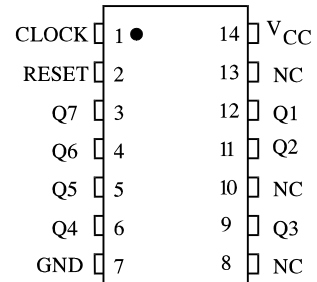 CLOCK 1 14 VCC
RESET 2 13 NC
Q7 3 12 Q1
Q6 4 11 Q2
Q5 5 10 NC
Q4 6 9 Q3
GND 7 8 NC